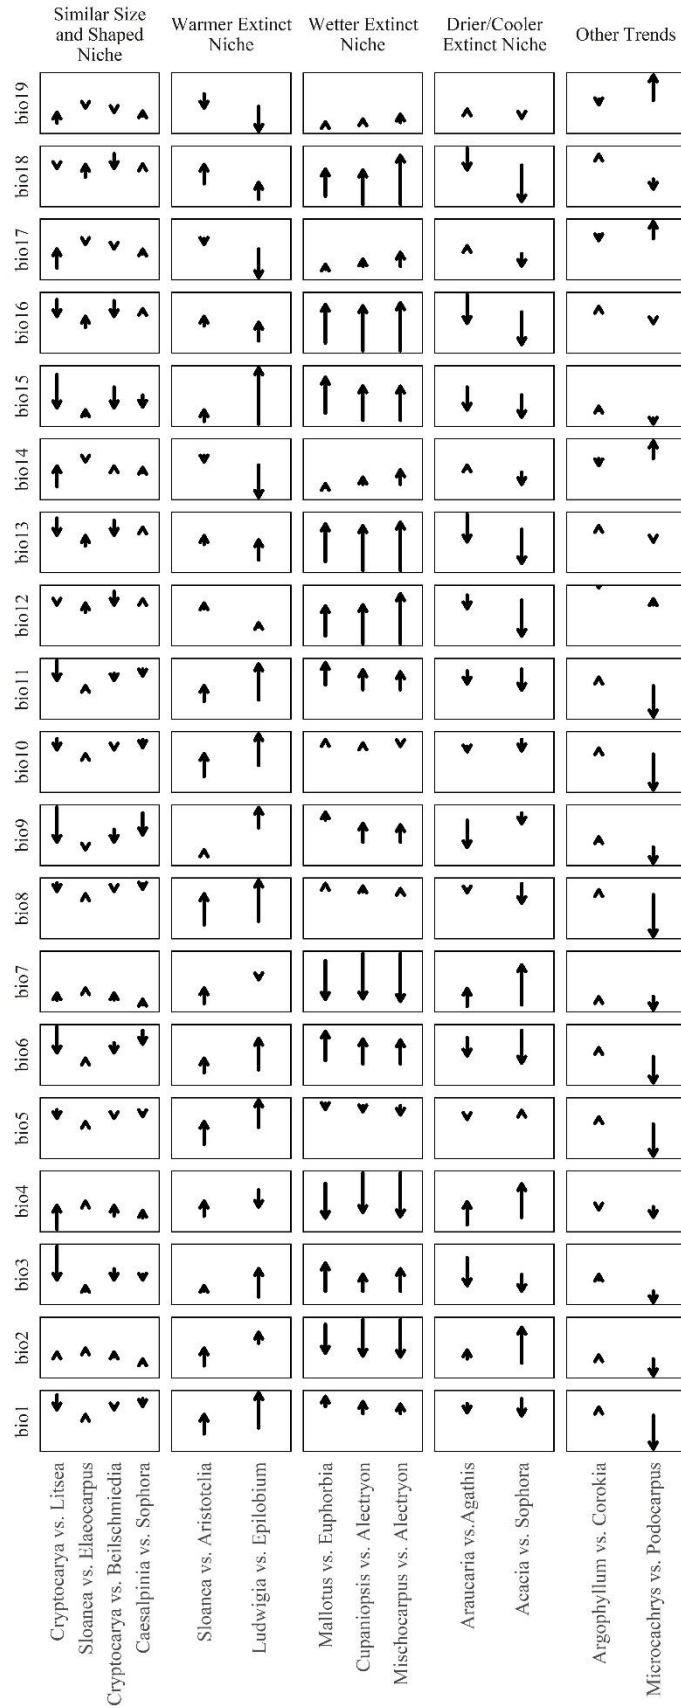 Similar Size
and Shaped
Niche
Warmer Extinct
Niche
Wetter Extinct
Niche
Drier/Cooler
Extinct Niche
Other Trends
bio19
bio18
bio17
bio16
bio15
bio14
bio13
bio12
bio11
bio10
bio9
bio8
bio7
bio6
bio5
bio4
bio3
bio2
bio1
Cryptocarya vs. Litsea
Sloanea vs. Elaeocarpus
Cryptocarya vs. Beilschmiedia
Caesalpinia vs. Sophora
Sloanea vs. Aristotelia
Ludwigia vs. Epilobium
Mallotus vs. Euphorbia
Cupaniopsis vs. Alectryon
Mischocarpus vs. Alectryon
Araucaria vs.Agathis
Acacia vs. Sophora
Argophyllum vs. Corokia
Microcachrys vs. Podocarpus